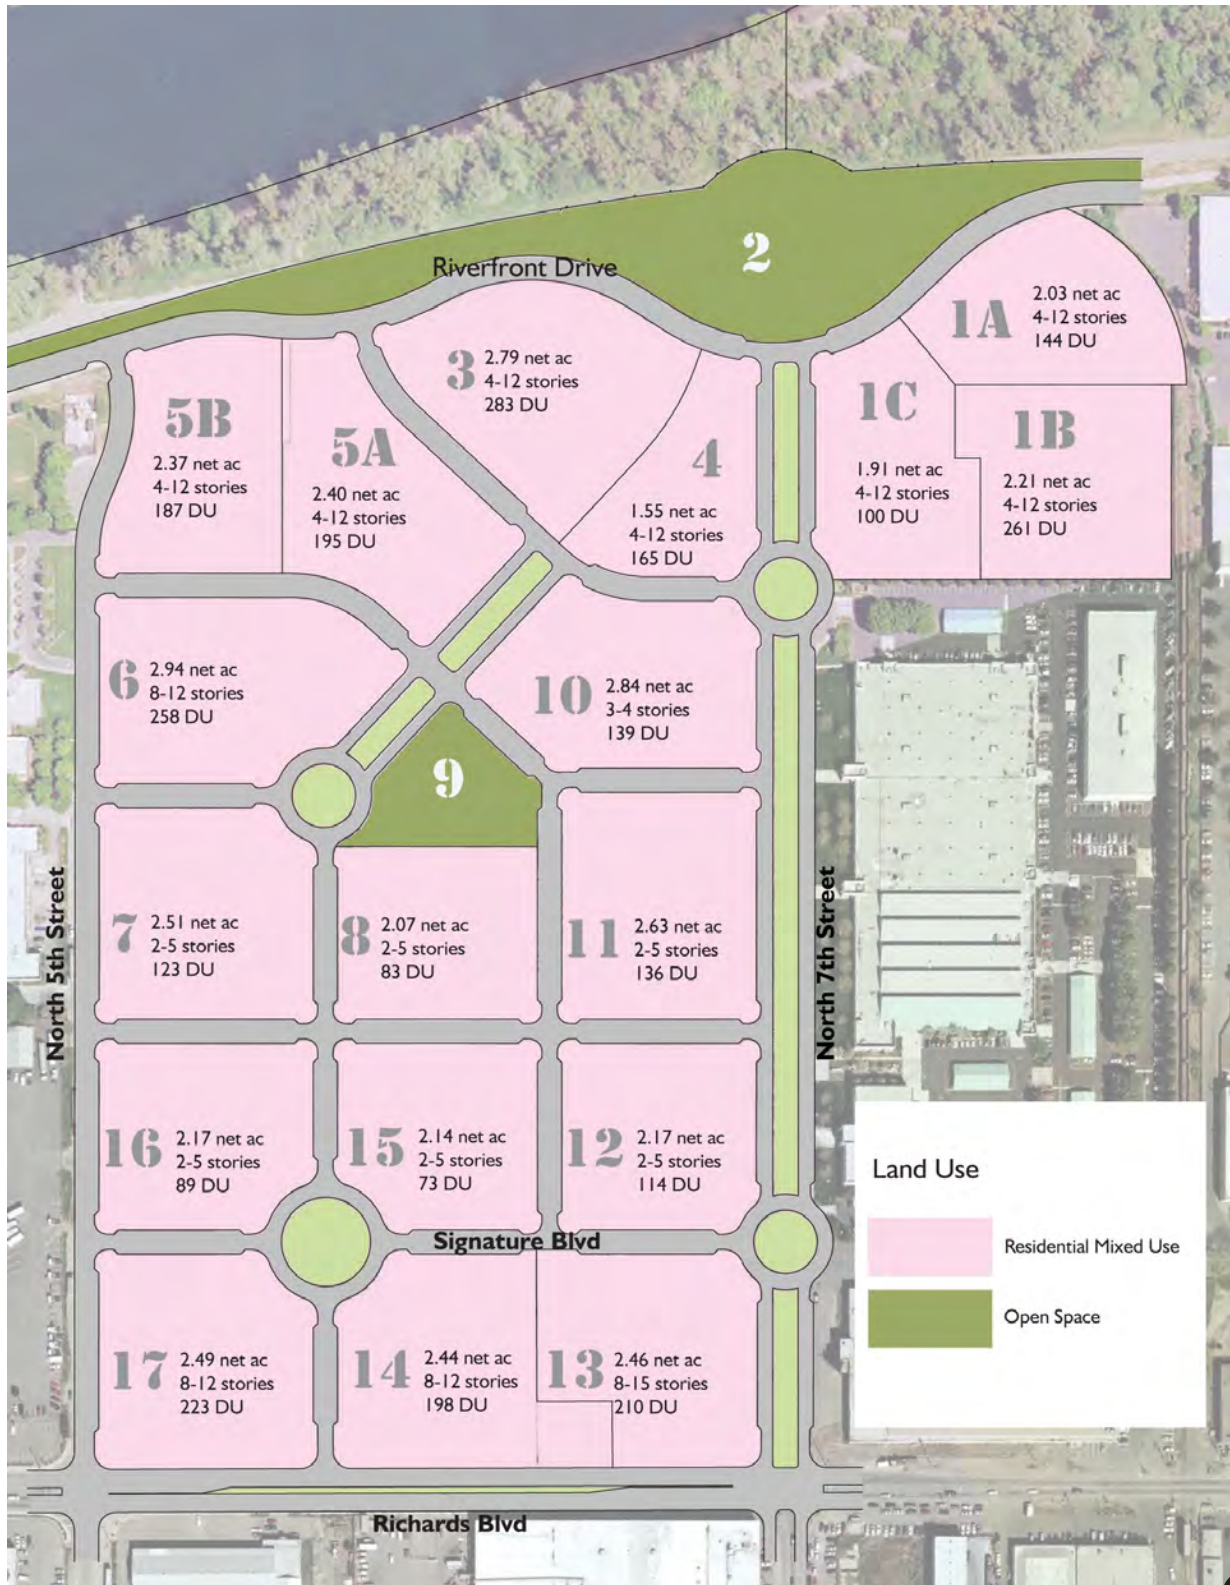 2
Riverfront Drive
1A
2.03 net ac
4-12 stories
144 DU
3
2.79 net ac
4-12 stories
283 DU
1C
1.91 net ac
4-12 stories
100 DU
1B
2.21 net ac
4-12 stories
261 DU
5B
2.37 net ac
4-12 stories
187 DU
5A
2.40 net ac
4-12 stories
195 DU
4
1.55 net ac
4-12 stories
165 DU
6
2.94 net ac
8-12 stories
258 DU
10
2.84 net ac
3-4 stories
139 DU
9
North 5th Street
7
2.51 net ac
2-5 stories
123 DU
8
2.07 net ac
2-5 stories
83 DU
11
2.63 net ac
2-5 stories
136 DU
North 7th Street
16
2.17 net ac
2-5 stories
89 DU
15
2.14 net ac
2-5 stories
73 DU
12
2.17 net ac
2-5 stories
114 DU
Land Use
Residential Mixed Use
Open Space
Signature Blvd
17
2.49 net ac
8-12 stories
223 DU
14
2.44 net ac
8-12 stories
198 DU
13
2.46 net ac
8-15 stories
210 DU
Richards Blvd